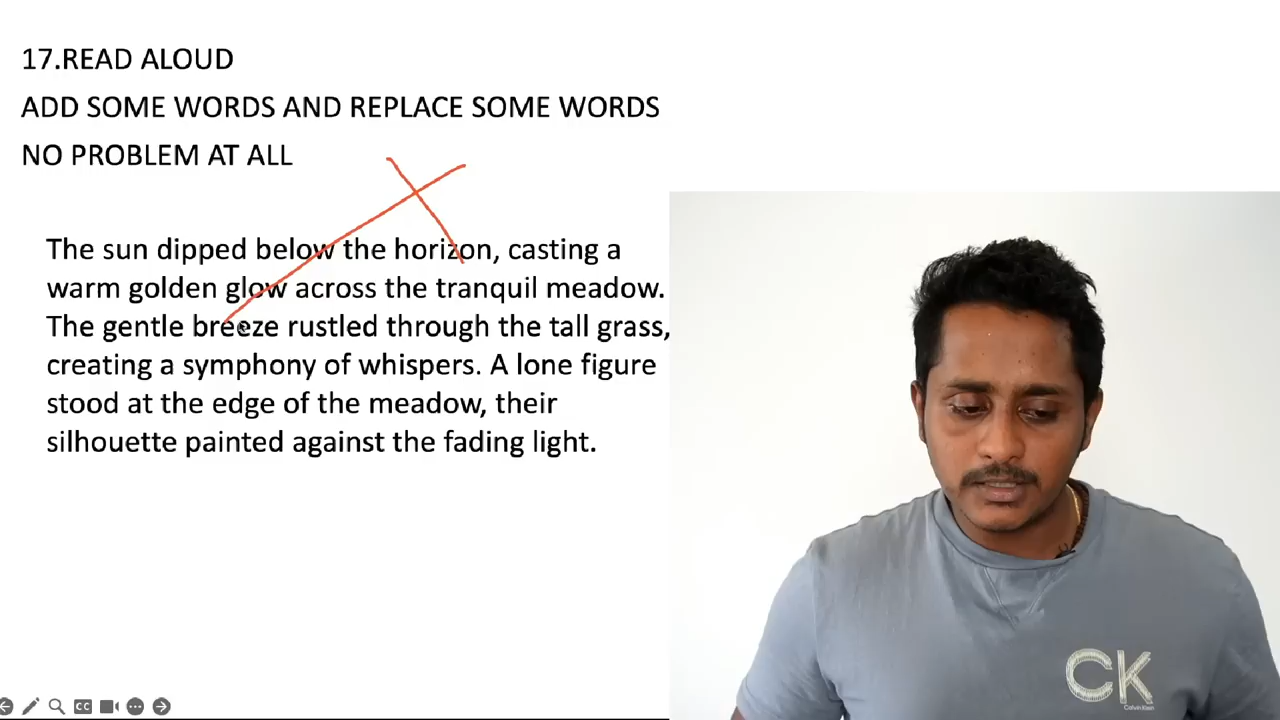 17.READ ALOUD
ADD SOME WORDS AND REPLACE SOME WORDS
NO PROBLEM AT ALL
The sun dipped below the horizon, casting a
warm golden glow across the tranquil meadow.
The gentle breeze rustled through the tall grass,
creating a symphony of whispers. A lone figure
stood at the edge of the meadow, their
silhouette painted against the fading light.
CK
Calvin Klein
CC